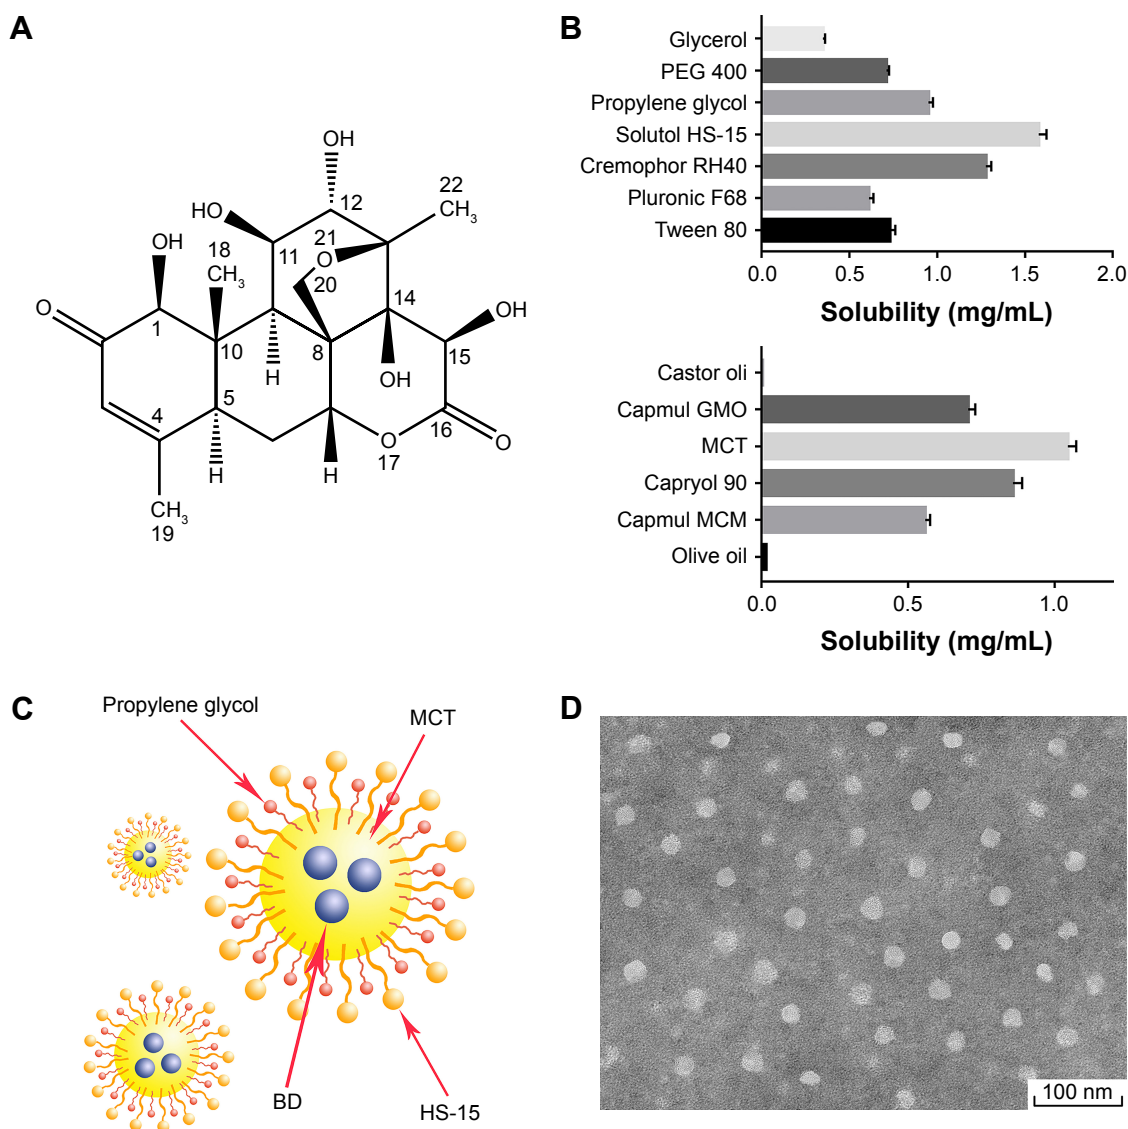 A
OH
HO
12
22
CH3
OH
18
CH3
11
21
O
20
14
OH
O
1
10
8
OH
15
H
4
5
O
17
16
O
H
H
CH3
19
B
Glycerol
PEG 400
Propylene glycol
Solutol HS-15
Cremophor RH40
Pluronic F68
Tween 80
0.0 0.5 1.0 1.5 2.0
Solubility (mg/mL)
Castor oli
Capmul GMO
MCT
Capryol 90
Capmul MCM
Olive oil
0.0 0.5 1.0
Solubility (mg/mL)
C
Propylene glycol
MCT
BD
HS-15
D
100 nm